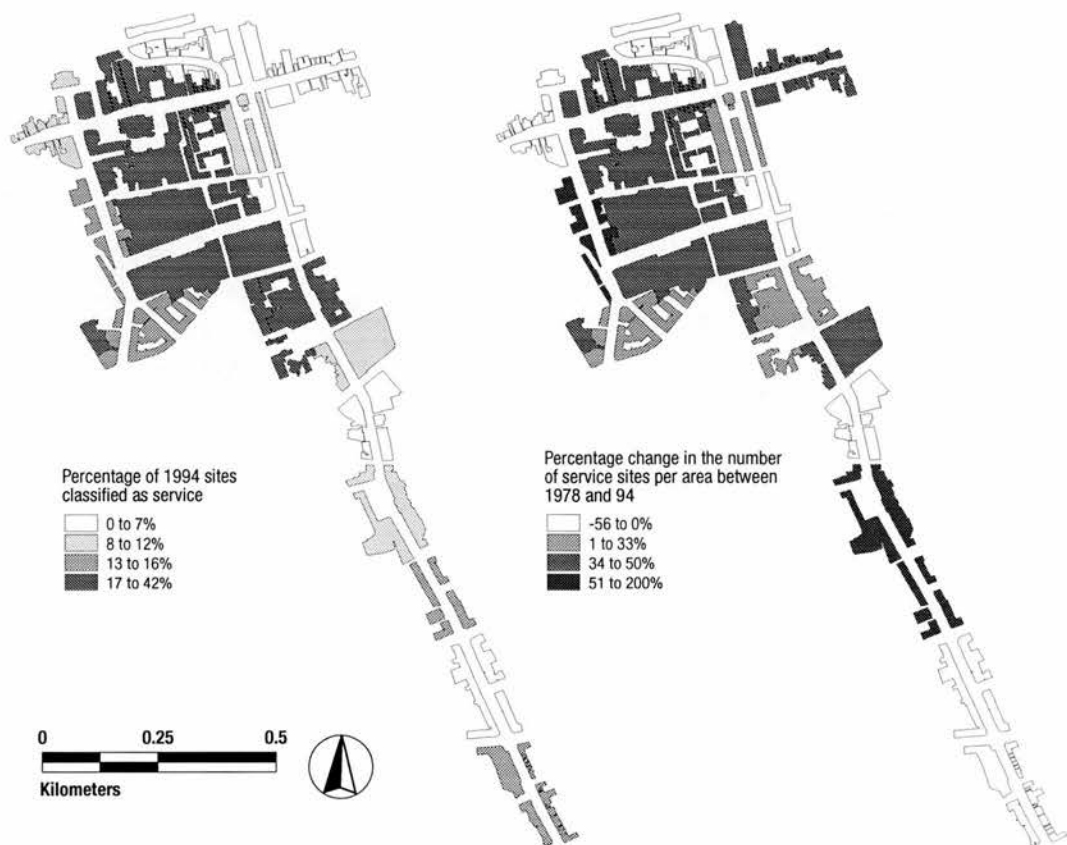 Percentage of 1994 sites
classified as service
0 to 7%
8 to 12%
13 to 16%
17 to 42%
Percentage change in the number
of service sites per area between
1978 and 94
-56 to 0%
1 to 33%
34 to 50%
51 to 200%
0 0.25 0.5
Kilometers